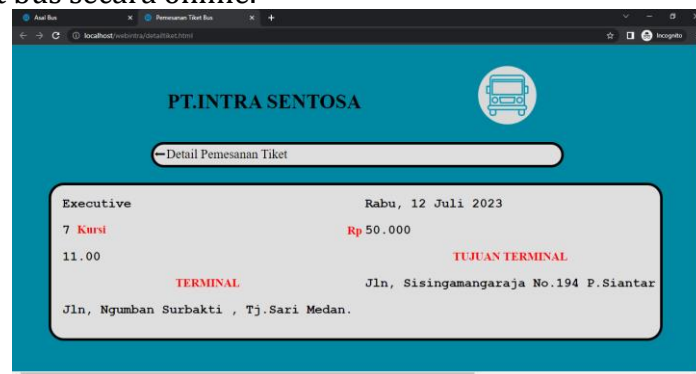 t bus secara online.
Asal Bus
Pemesanan Tiket Bus
localhost/webintra/detailtiket.html
Incognito
PT.INTRA SENTOSA
Detail Pemesanan Tiket
Executive
Rabu, 12 Juli 2023
7 Kursi
Rp 50.000
11.00
TUJUAN TERMINAL
TERMINAL
Jln, Sisingamangaraja No.194 P.Siantar
Jln, Ngumban Surbakti , Tj.Sari Medan.